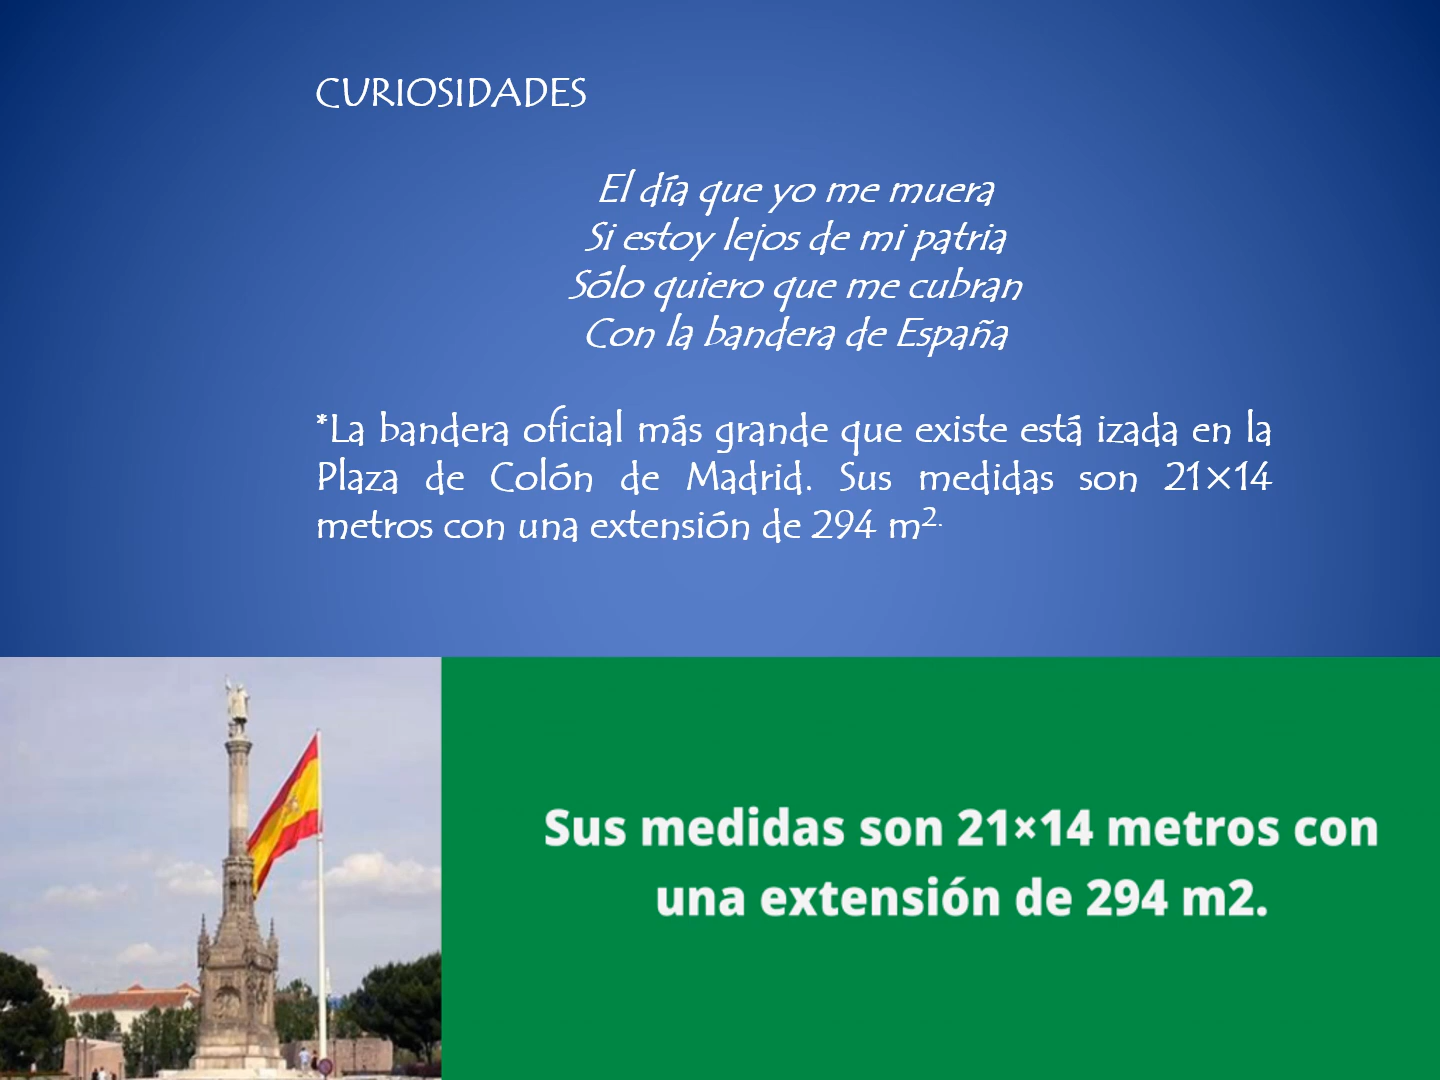 CURIOSIDADES
El día que yo me muera
Si estoy lejos de mi patria
Sólo quiero que me cubran
Con la bandera de España
*La bandera oficial más grande que existe está izada en la
Plaza de Colón de Madrid. Sus medidas son 21×14
metros con una extensión de 294 m².
Sus medidas son 21×14 metros con
una extensión de 294 m2.